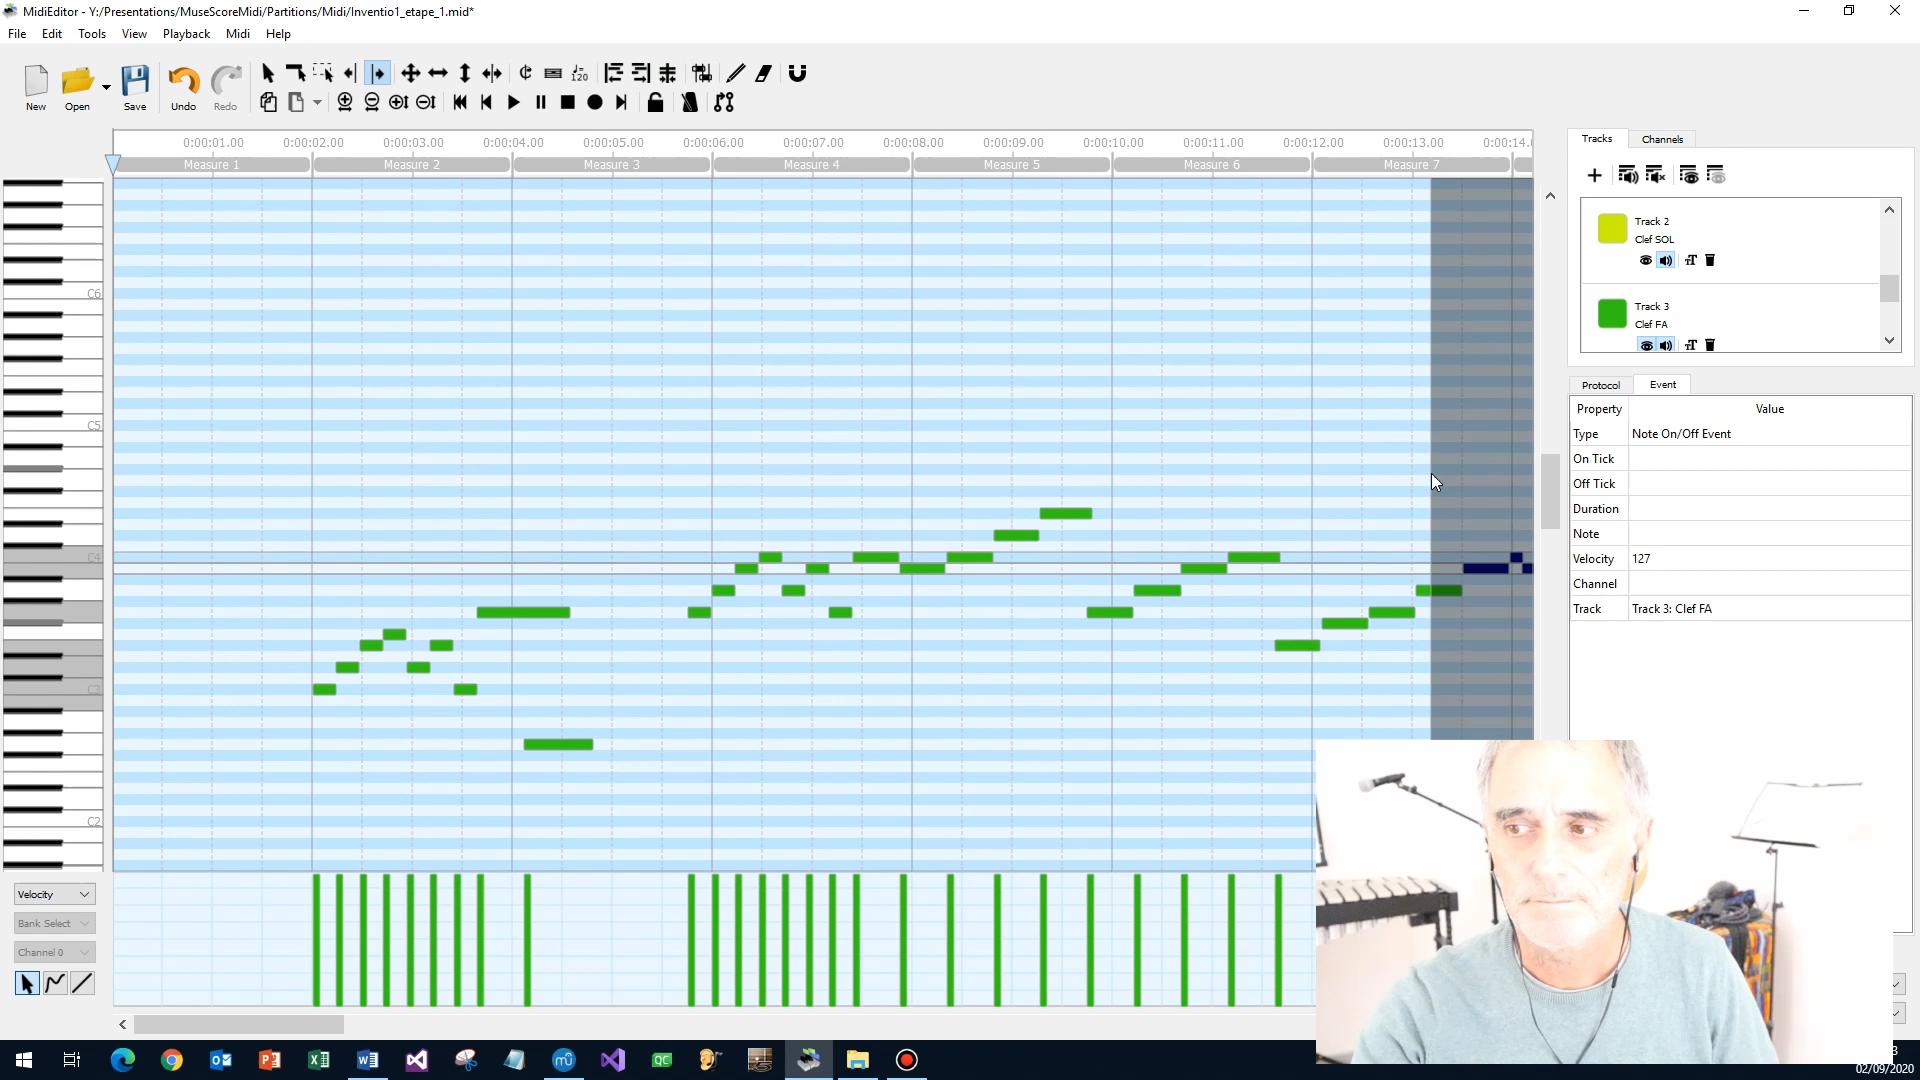 MidiEditor - Y:/Presentations/MuseScoreMidi/Partitions/Midi/Inventio1_etape_1.mid*
File Edit Tools View Playback Midi Help
New Open Save Undo Redo
0:00:01.00 0:00:02.00 0:00:03.00 0:00:04.00 0:00:05.00 0:00:06.00 0:00:07.00 0:00:08.00 0:00:09.00 0:00:10.00 0:00:11.00 0:00:12.00 0:00:13.00 0:00:14.
Measure 1 Measure 2 Measure 3 Measure 4 Measure 5 Measure 6 Measure 7
C6
C5
C4
C3
C2
Velocity
Bank Select
Channel 0
Tracks Channels
Track 2
Clef SOL
Track 3
Clef FA
Protocol Event
Property Value
Type Note On/Off Event
On Tick
Off Tick
Duration
Note
Velocity 127
Channel
Track Track 3: Clef FA
02/09/2020